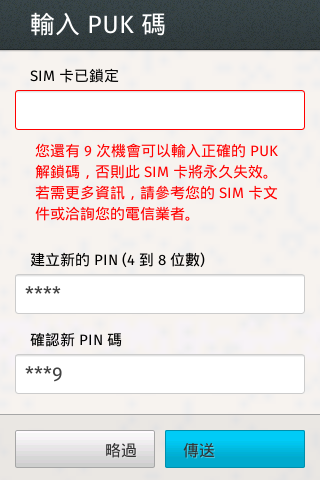 輸入 PUK 碼
SIM 卡已鎖定
您還有 9 次機會可以輸入正確的 PUK
解鎖碼，否則此 SIM 卡將永久失效。
若需更多資訊，請參考您的 SIM 卡文
件或洽詢您的電信業者。
建立新的 PIN (4 到 8 位數)
****
確認新 PIN 碼
***9
略過
傳送